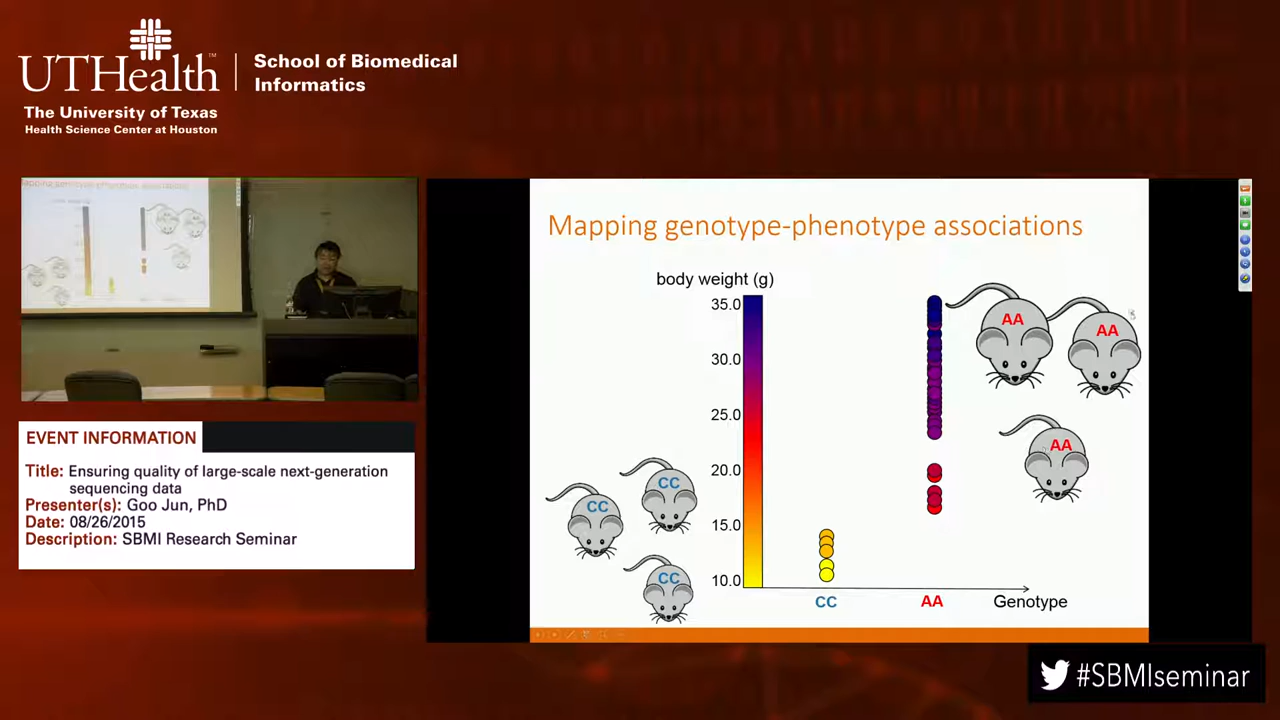 UTHealth™
The University of Texas
Health Science Center at Houston
School of Biomedical
Informatics
EVENT INFORMATION
Title: Ensuring quality of large-scale next-generation
sequencing data
Presenter(s): Goo Jun, PhD
Date: 08/26/2015
Description: SBMI Research Seminar
Mapping genotype-phenotype associations
body weight (g)
35.0
30.0
25.0
20.0
15.0
10.0
AA
AA
AA
CC
CC
CC
CC
AA
Genotype
#SBMIseminar